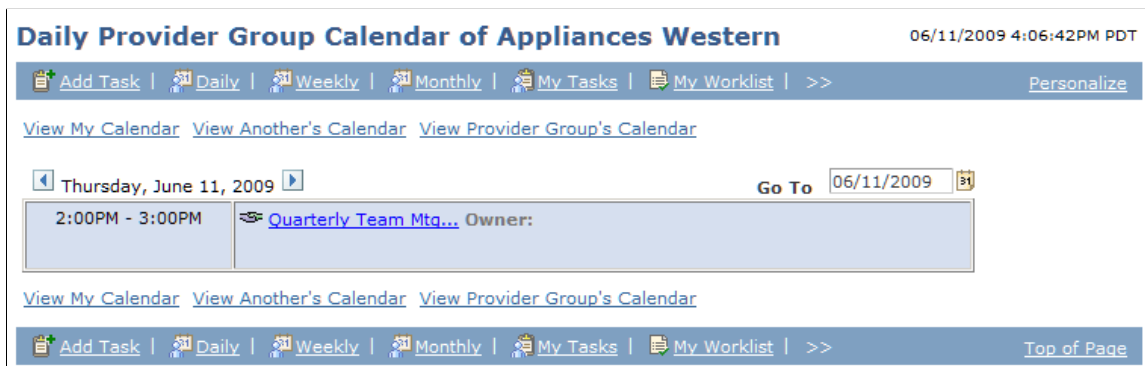 Daily Provider Group Calendar of Appliances Western 06/11/2009 4:06:42PM PDT
Add Task | Daily | Weekly | Monthly | My Tasks | My Worklist | >> Personalize
View My Calendar View Another's Calendar View Provider Group's Calendar
Thursday, June 11, 2009 Go To 06/11/2009 31
2:00PM - 3:00PM Quarterly Team Mtg... Owner:
View My Calendar View Another's Calendar View Provider Group's Calendar
Add Task | Daily | Weekly | Monthly | My Tasks | My Worklist | >> Top of Page